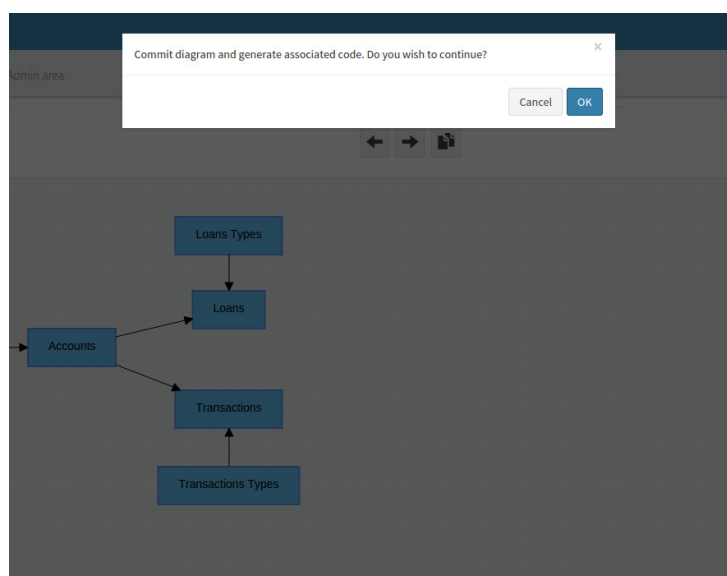 Commit diagram and generate associated code. Do you wish to continue?
×
Cancel
OK
Admin area
Loans Types
Loans
Accounts
Transactions
Transactions Types